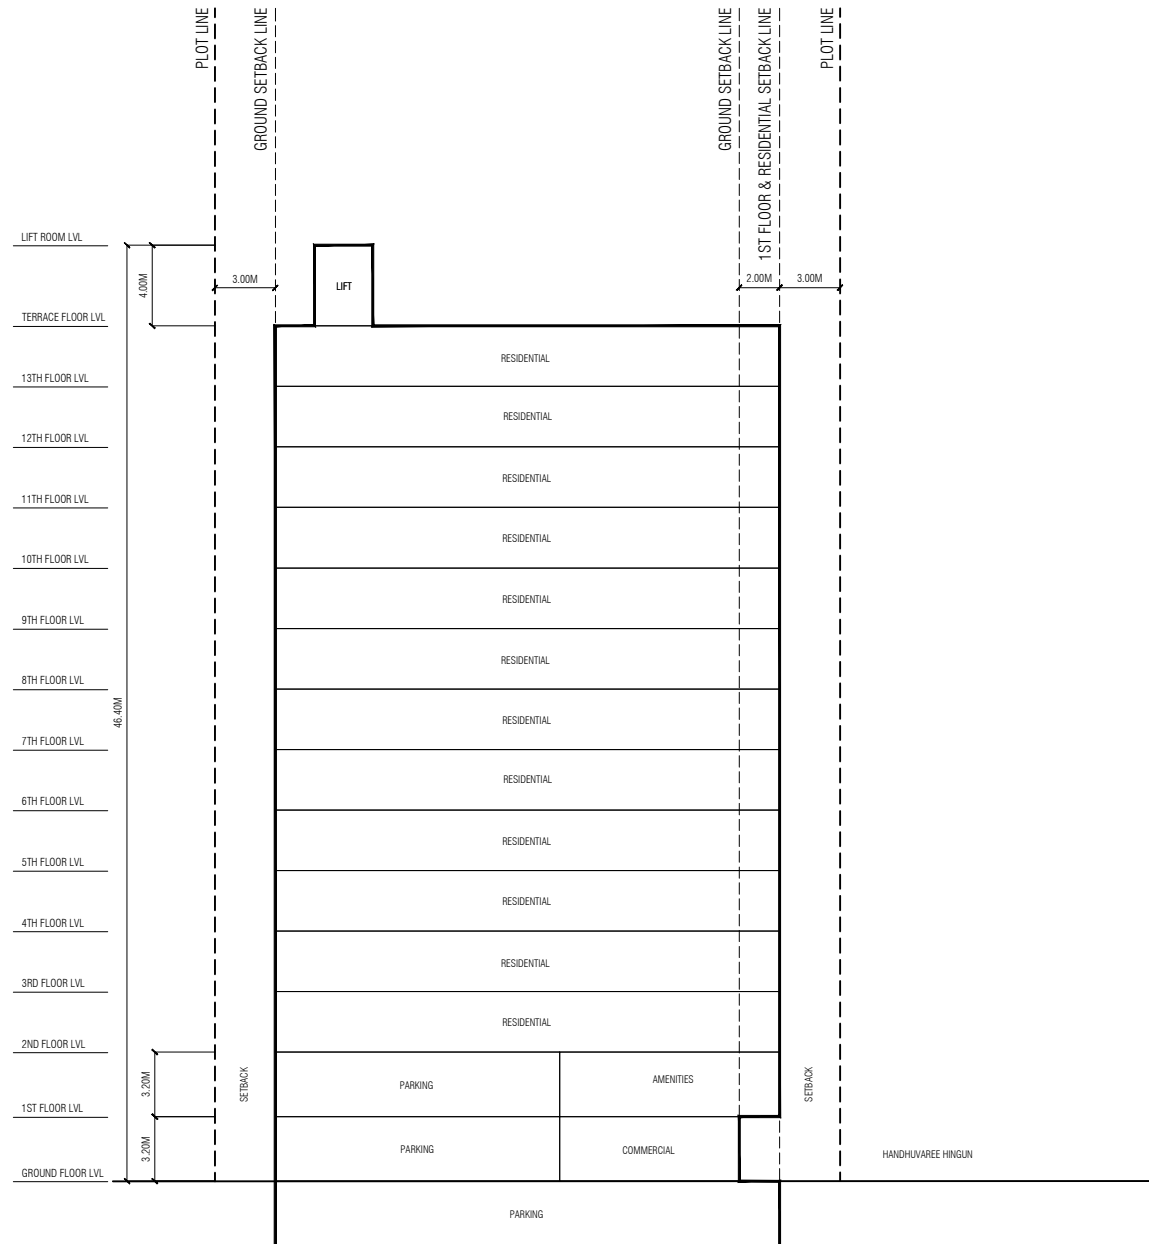 PLOT LINE
GROUND SETBACK LINE
GROUND SETBACK LINE
1ST FLOOR & RESIDENTIAL SETBACK LINE
PLOT LINE
LIFT ROOM LVL
4.00M
3.00M
LIFT
2.00M
3.00M
TERRACE FLOOR LVL
RESIDENTIAL
13TH FLOOR LVL
RESIDENTIAL
12TH FLOOR LVL
RESIDENTIAL
11TH FLOOR LVL
RESIDENTIAL
10TH FLOOR LVL
RESIDENTIAL
9TH FLOOR LVL
RESIDENTIAL
8TH FLOOR LVL
46.40M
RESIDENTIAL
7TH FLOOR LVL
RESIDENTIAL
6TH FLOOR LVL
RESIDENTIAL
5TH FLOOR LVL
RESIDENTIAL
4TH FLOOR LVL
RESIDENTIAL
3RD FLOOR LVL
RESIDENTIAL
2ND FLOOR LVL
3.20M
SETBACK
PARKING
AMENITIES
SETBACK
1ST FLOOR LVL
3.20M
PARKING
COMMERCIAL
HANDHUVAREE HINGUN
GROUND FLOOR LVL
PARKING